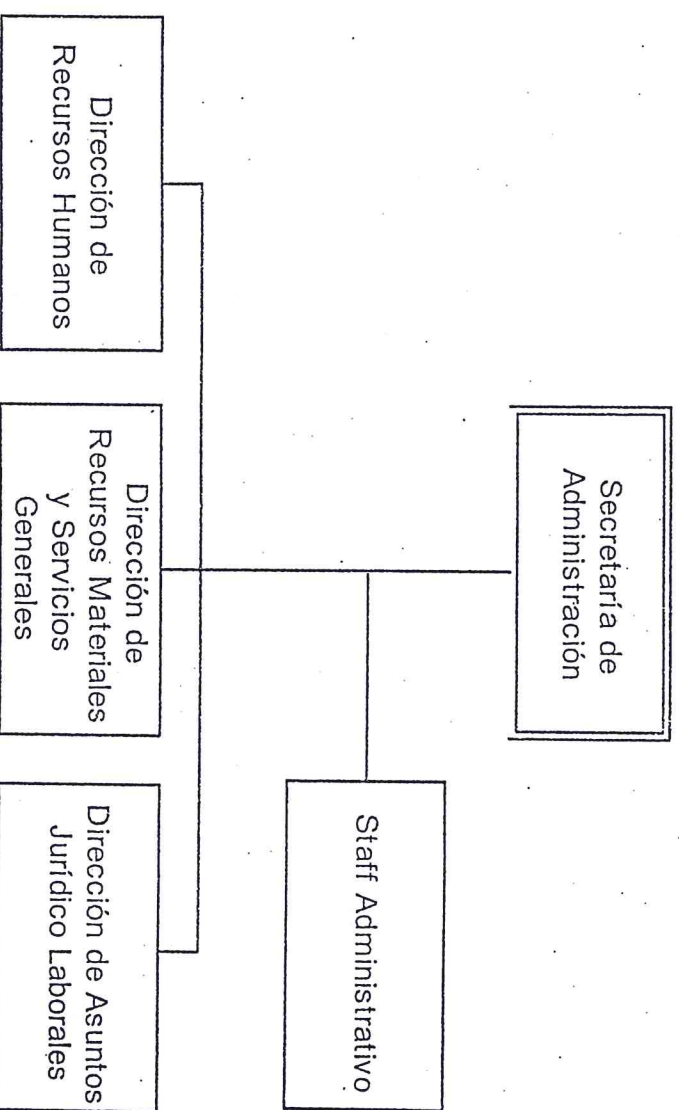 Secretaría de
Administración
Staff Administrativo
Dirección de
Recursos Humanos
Dirección de
Recursos Materiales
y Servicios
Generales
Dirección de Asuntos
Jurídico Laborales